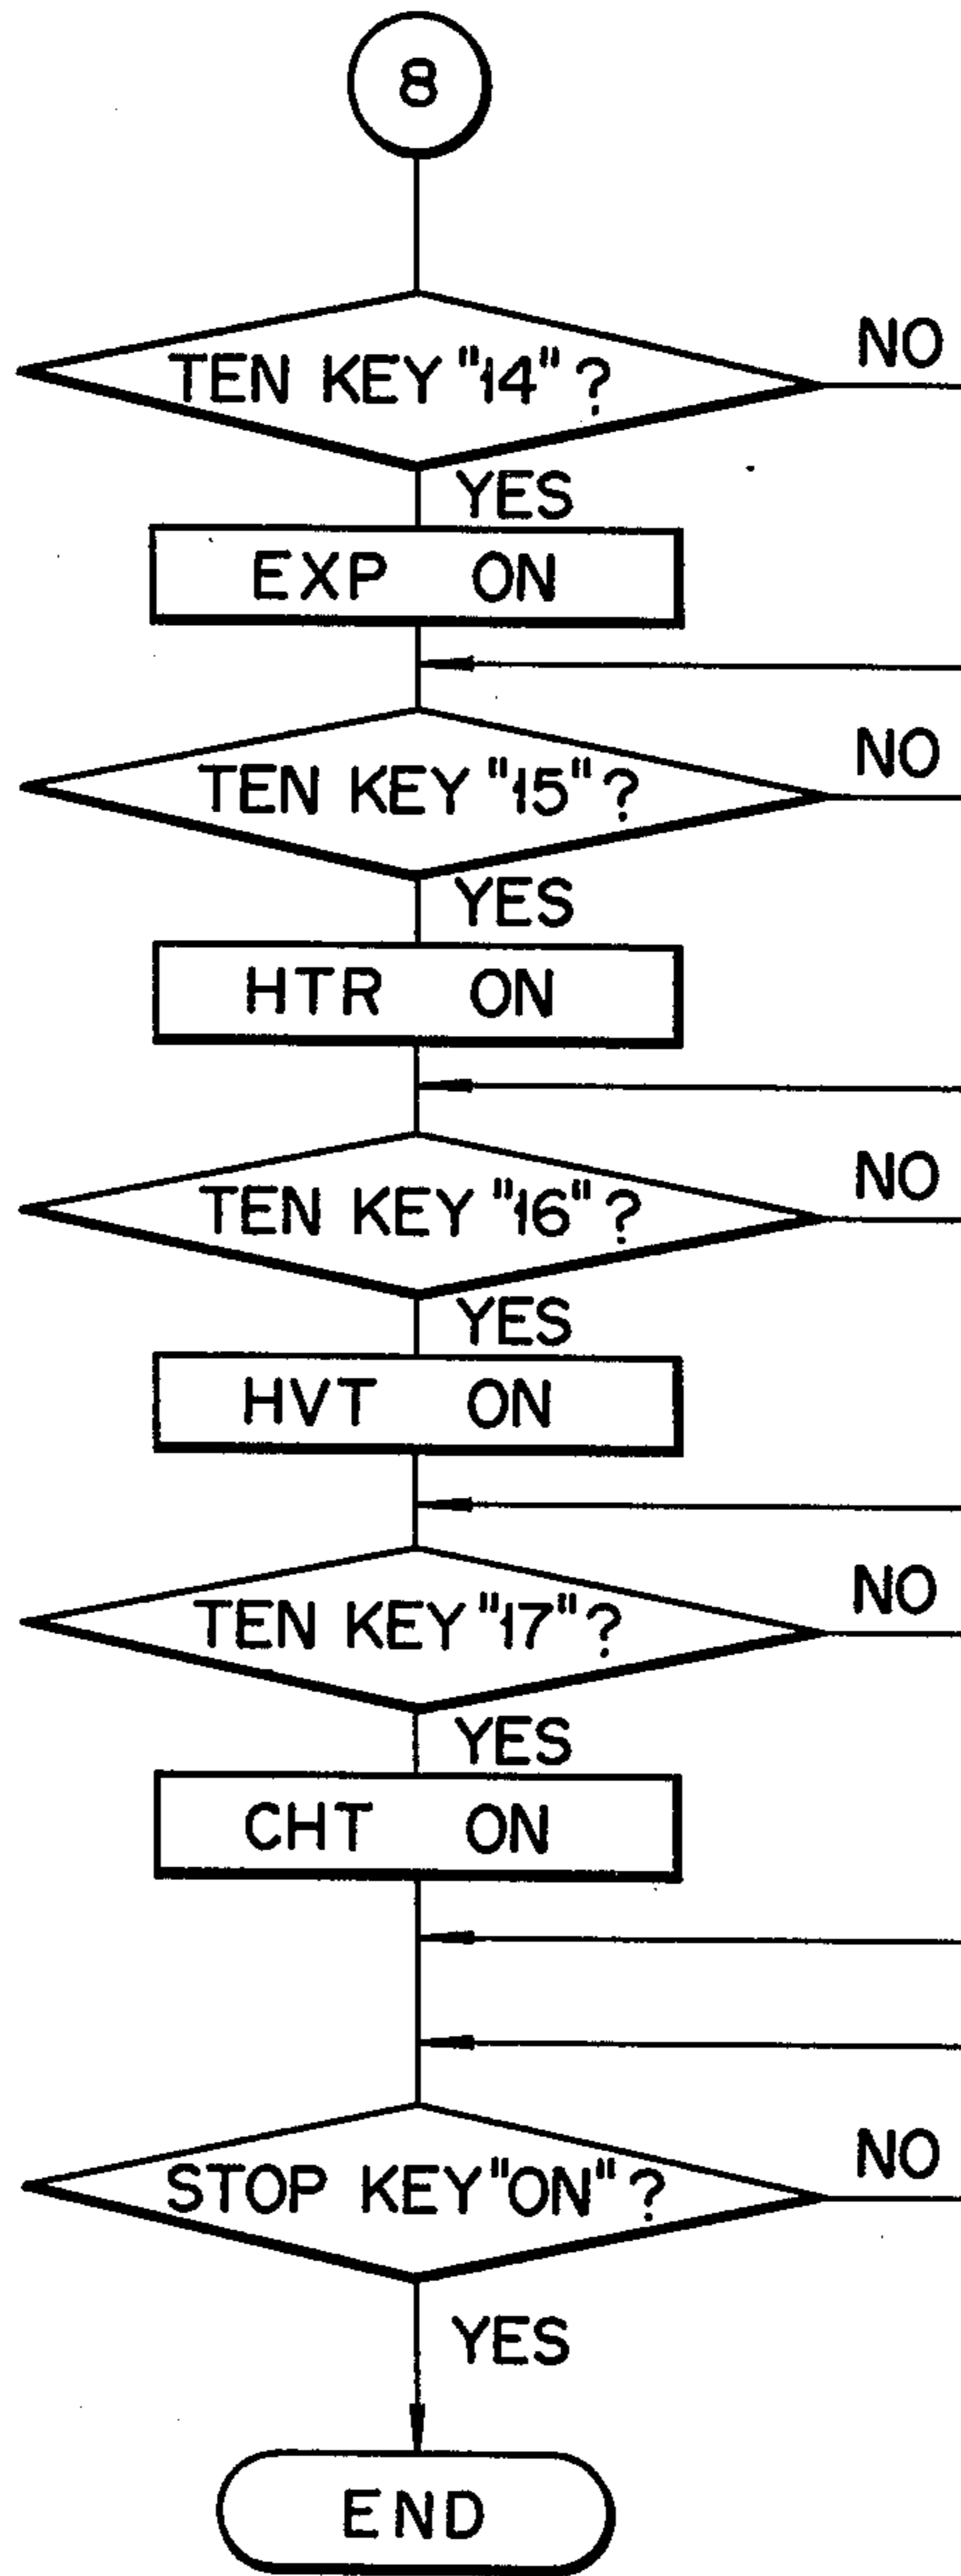 8
TEN KEY "14" ?
NO
YES
EXP ON
TEN KEY "15" ?
NO
YES
HTR ON
TEN KEY "16" ?
NO
YES
HVT ON
TEN KEY "17" ?
NO
YES
CHT ON
STOP KEY "ON" ?
NO
YES
END